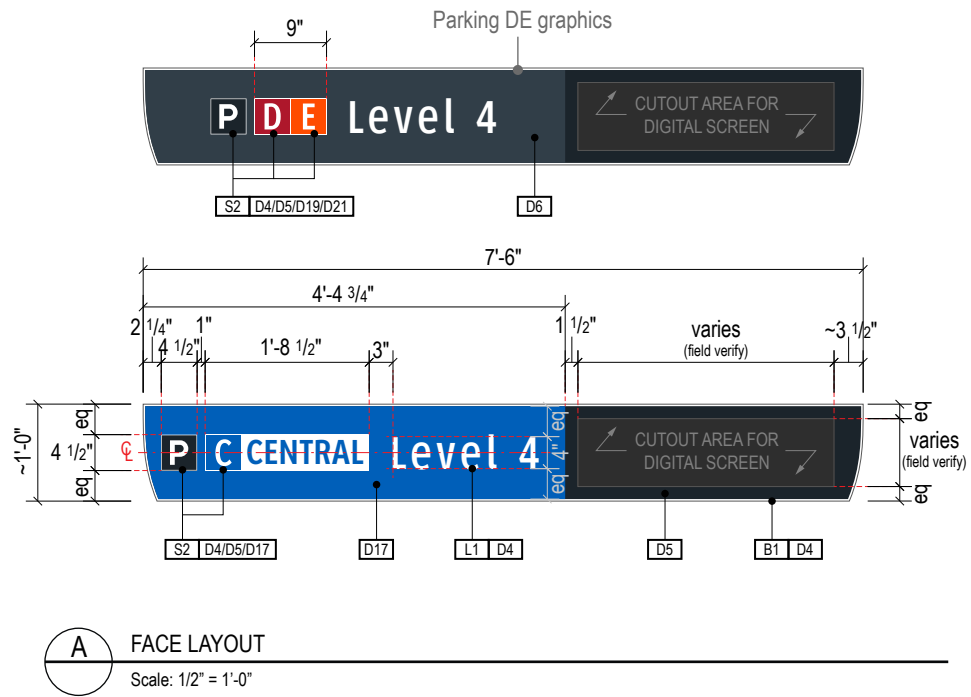 Parking DE graphics
9"
P D E Level 4
CUTOUT AREA FOR
DIGITAL SCREEN
S2 D4/D5/D19/D21
D6
7'-6"
4'-4 3/4"
2 1/4"
1"
1 1/2"
varies
(field verify)
~3 1/2"
4 1/2"
1'-8 1/2"
3"
~1'-0"
eq
4 1/2"
eq
CL
P C CENTRAL Level 4
eq
4"
eq
CUTOUT AREA FOR
DIGITAL SCREEN
eq
varies
(field verify)
eq
S2 D4/D5/D17
D17
L1 D4
D5
B1 D4
A
FACE LAYOUT
Scale: 1/2" = 1'-0"